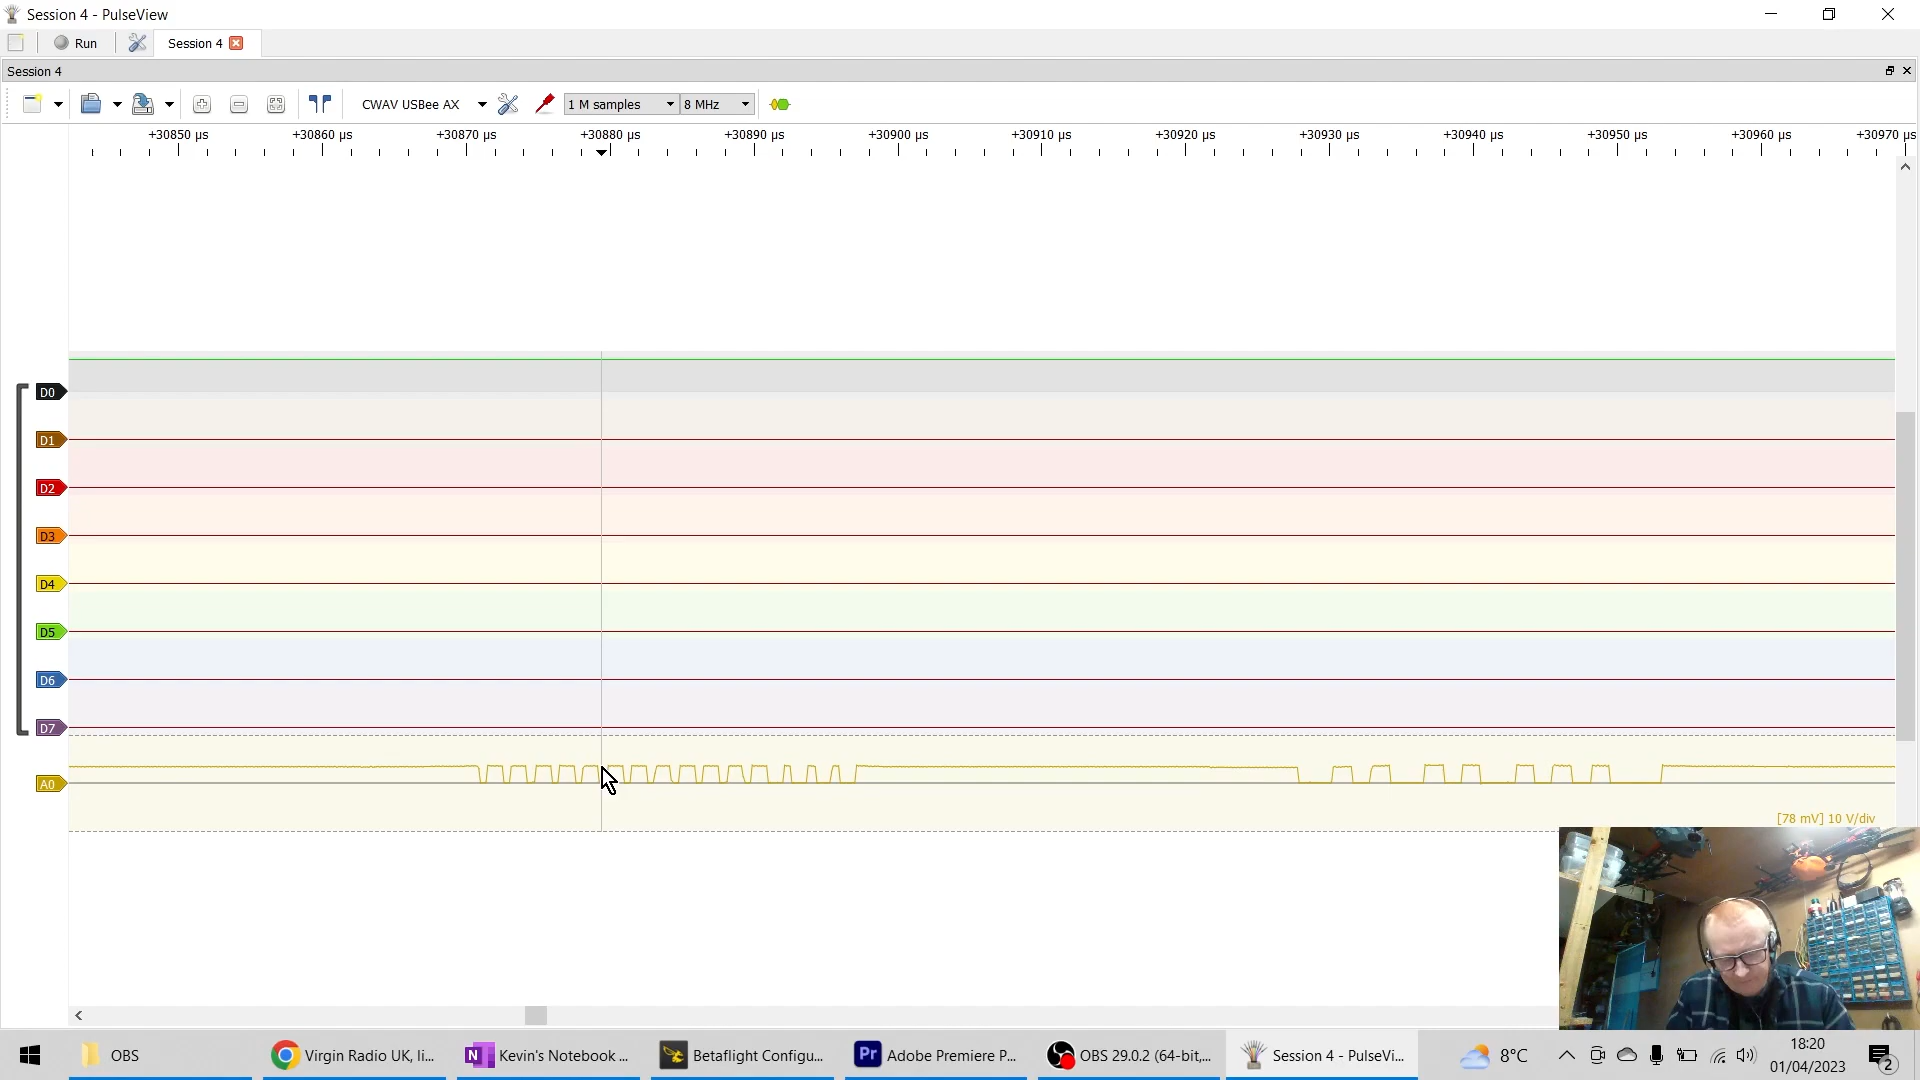 Session 4 - PulseView
Run
Session 4
Session 4
CWAV USBee AX
1 M samples
8 MHz
+30850 µs +30860 µs +30870 µs +30880 µs +30890 µs +30900 µs +30910 µs +30920 µs +30930 µs +30940 µs +30950 µs +30960 µs +30970 µs
D0
D1
D2
D3
D4
D5
D6
D7
A0
[78 mV] 10 V/div
OBS
Virgin Radio UK, li...
Kevin's Notebook ...
Betaflight Configu...
Pr
Adobe Premiere P...
OBS 29.0.2 (64-bit,...
Session 4 - PulseVi...
8°C
18:20
01/04/2023
2